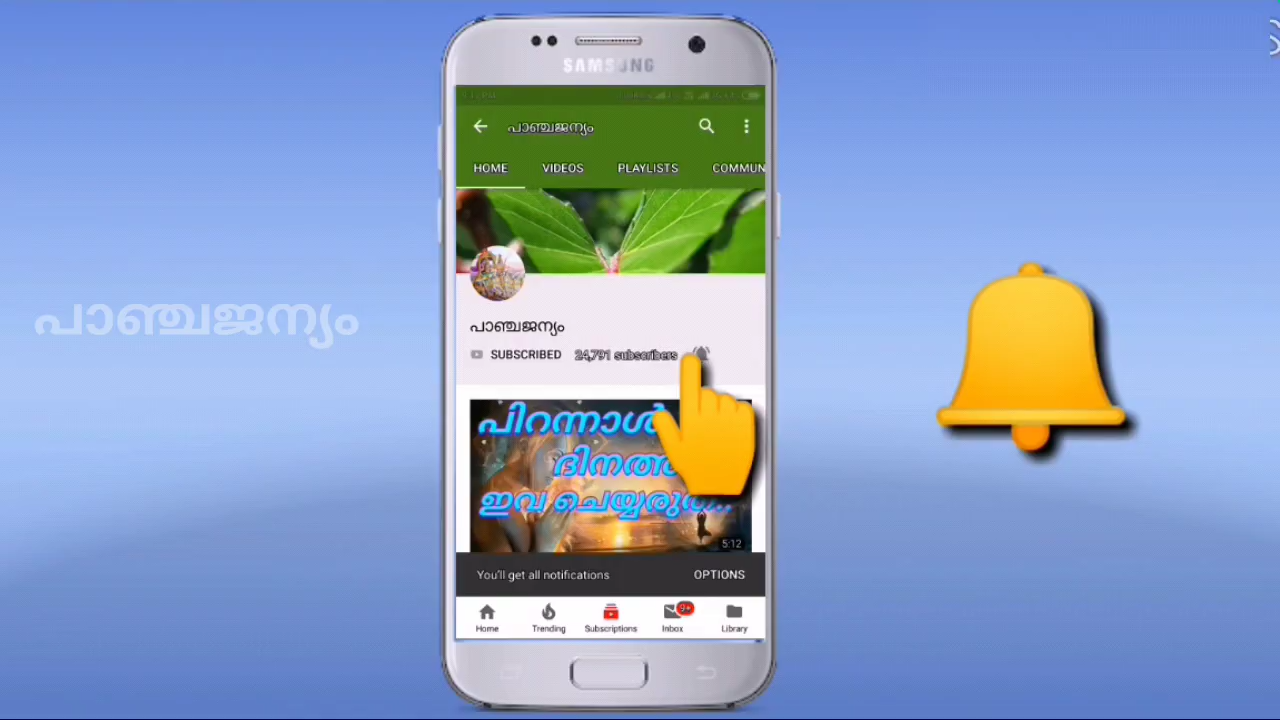 SAMSUNG
പാഞ്ചജന്യം
HOME VIDEOS PLAYLISTS COMMUN
പാഞ്ചജന്യം
പാഞ്ചജന്യം
SUBSCRIBED 24,791 subscribers
പിറന്നാൾ
ഇവ ചെയ്യരുത്...
5:12
You'll get all notifications OPTIONS
9+
Home Trending Subscriptions Inbox Library